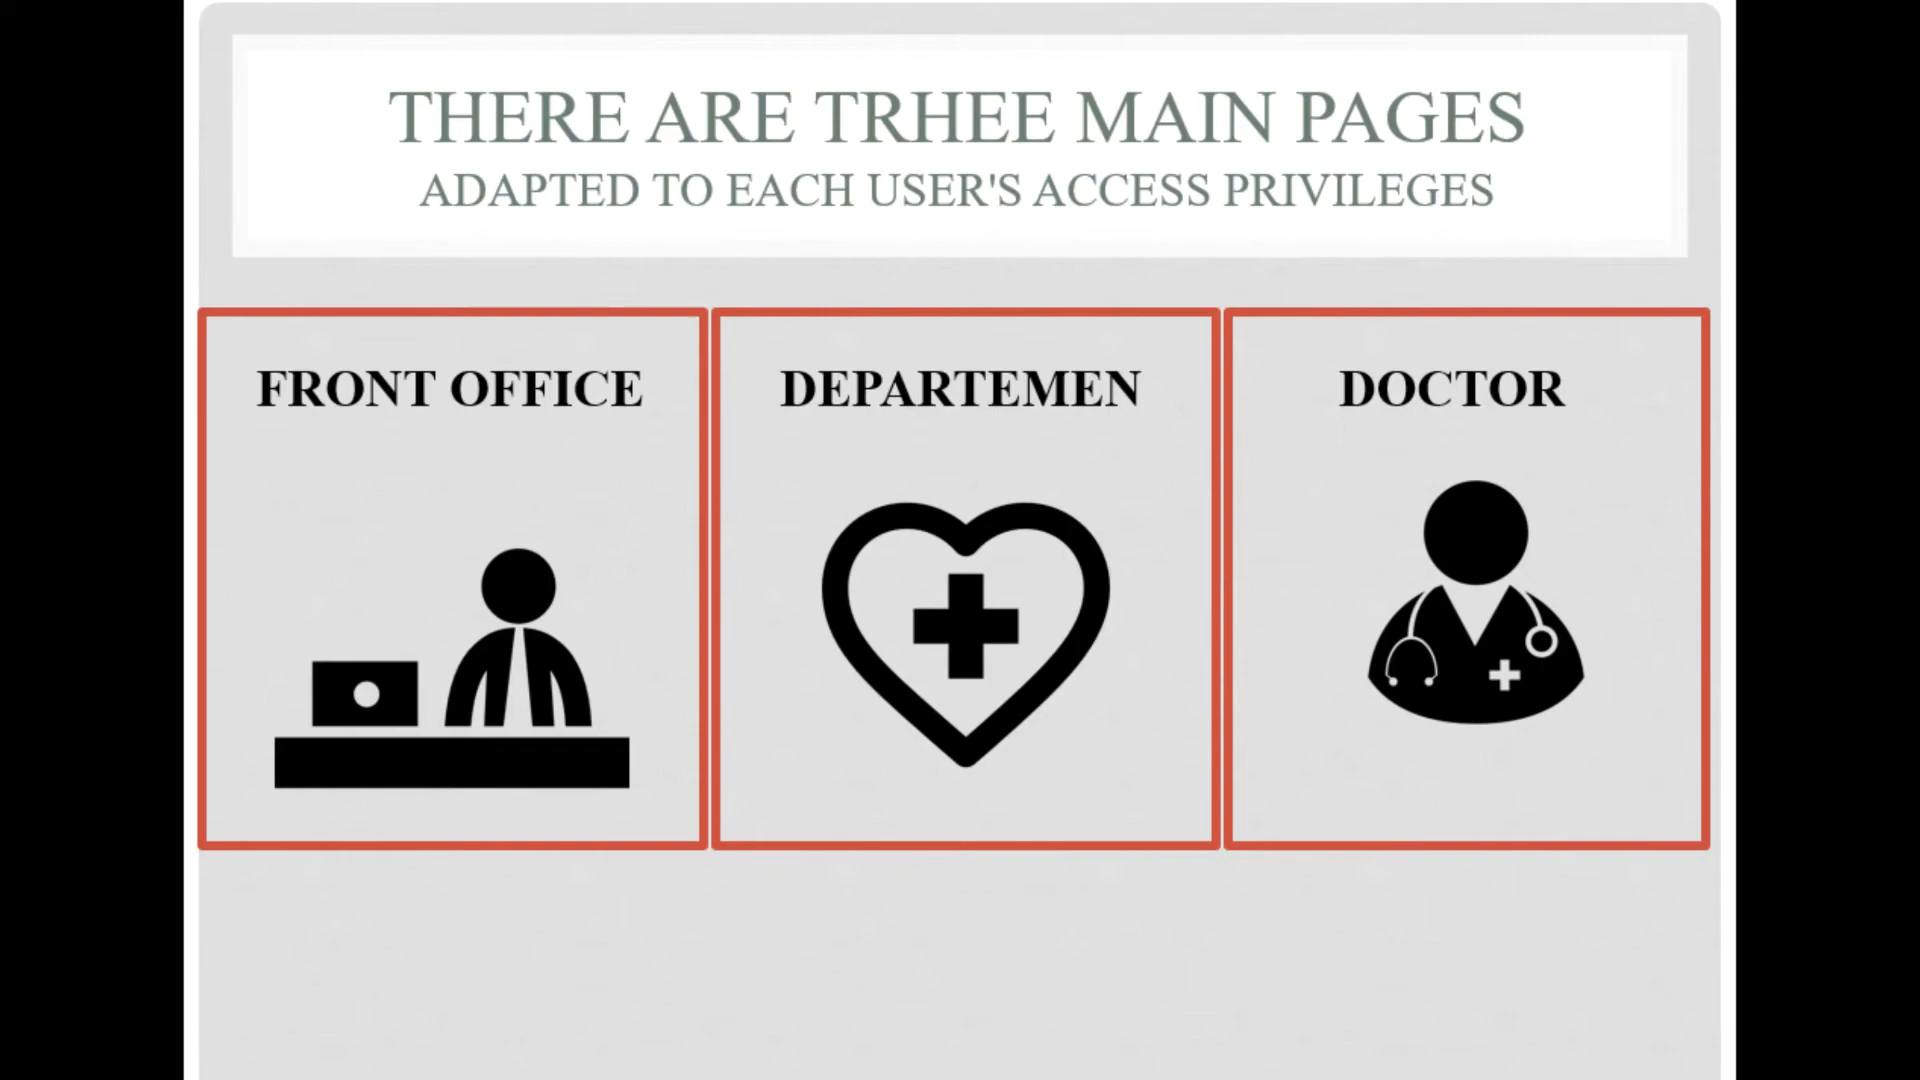 THERE ARE TRHEE MAIN PAGES
ADAPTED TO EACH USER'S ACCESS PRIVILEGES
FRONT OFFICE
DEPARTEMEN
DOCTOR